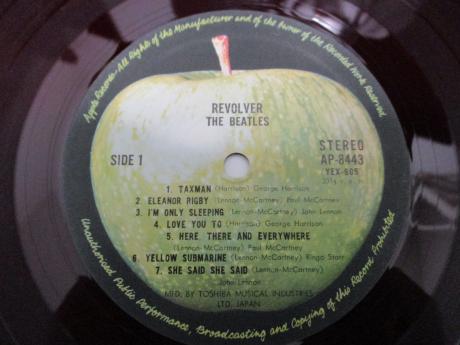 Apple Records - All Rights of the Manufacturer and of the Owner of the Recorded Work Reserved
REVOLVER
THE BEATLES
SIDE 1
STEREO
AP-8443
(YEX-605
1. TAXMAN (Harrison) George Harrison
2. ELEANOR RIGBY (Lennon-McCartney) Paul McCartney
3. I'M ONLY SLEEPING (Lennon-McCartney) John Lennon
4. LOVE YOU TO (Harrison) George Harrison
5. HERE, THERE AND EVERYWHERE
(Lennon-McCartney) Paul McCartney
6. YELLOW SUBMARINE (Lennon-McCartney) Ringo Starr
7. SHE SAID SHE SAID (Lennon-McCartney)
John Lennon
MFD. BY TOSHIBA MUSICAL INDUSTRIES
LTD. JAPAN
Unauthorised Public Performance, Broadcasting and Copying of this Record Prohibited